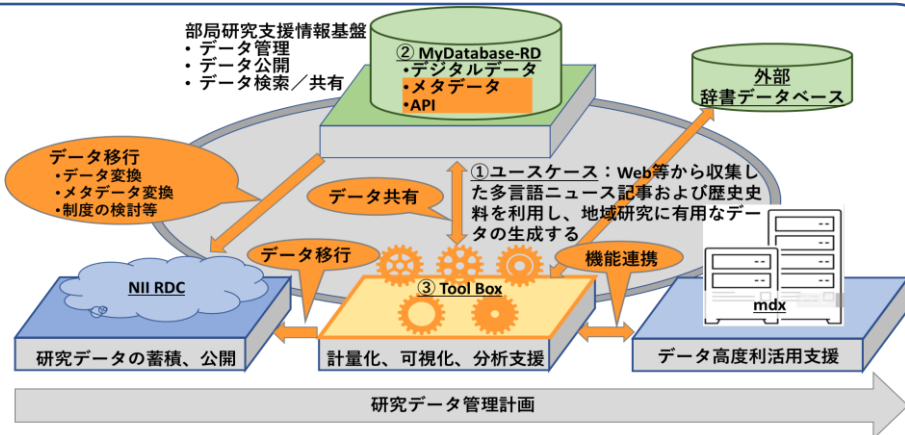 部局研究支援情報基盤
• データ管理
• データ公開
• データ検索／共有
② MyDatabase-RD
•デジタルデータ
•メタデータ
•API
外部
辞書データベース
データ移行
•データ変換
•メタデータ変換
•制度の検討等
データ共有
①ユースケース：Web等から収集し
た多言語ニュース記事および歴史史
料を利用し、地域研究に有用なデー
タの生成する
データ移行
機能連携
NII RDC
③ Tool Box
mdx
研究データの蓄積、公開
計量化、可視化、分析支援
データ高度利活用支援
研究データ管理計画